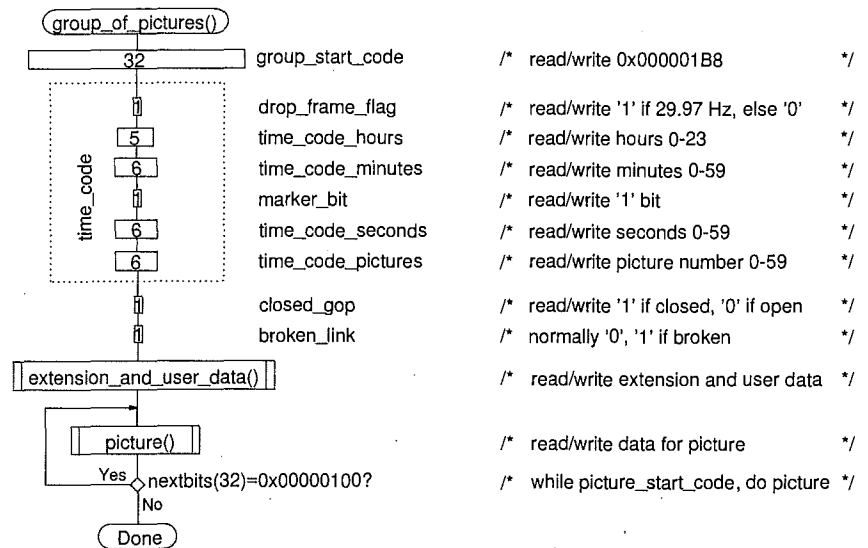 group_of_pictures()
32 group_start_code /* read/write 0x000001B8 */
1 drop_frame_flag /* read/write '1' if 29.97 Hz, else '0' */
5 time_code_hours /* read/write hours 0-23 */
6 time_code_minutes /* read/write minutes 0-59 */
1 marker_bit /* read/write '1' bit */
6 time_code_seconds /* read/write seconds 0-59 */
6 time_code_pictures /* read/write picture number 0-59 */
time_code
1 closed_gop /* read/write '1' if closed, '0' if open */
1 broken_link /* normally '0', '1' if broken */
extension_and_user_data() /* read/write extension and user data */
picture() /* read/write data for picture */
Yes nextbits(32)=0x00000100? /* while picture_start_code, do picture */
No
Done